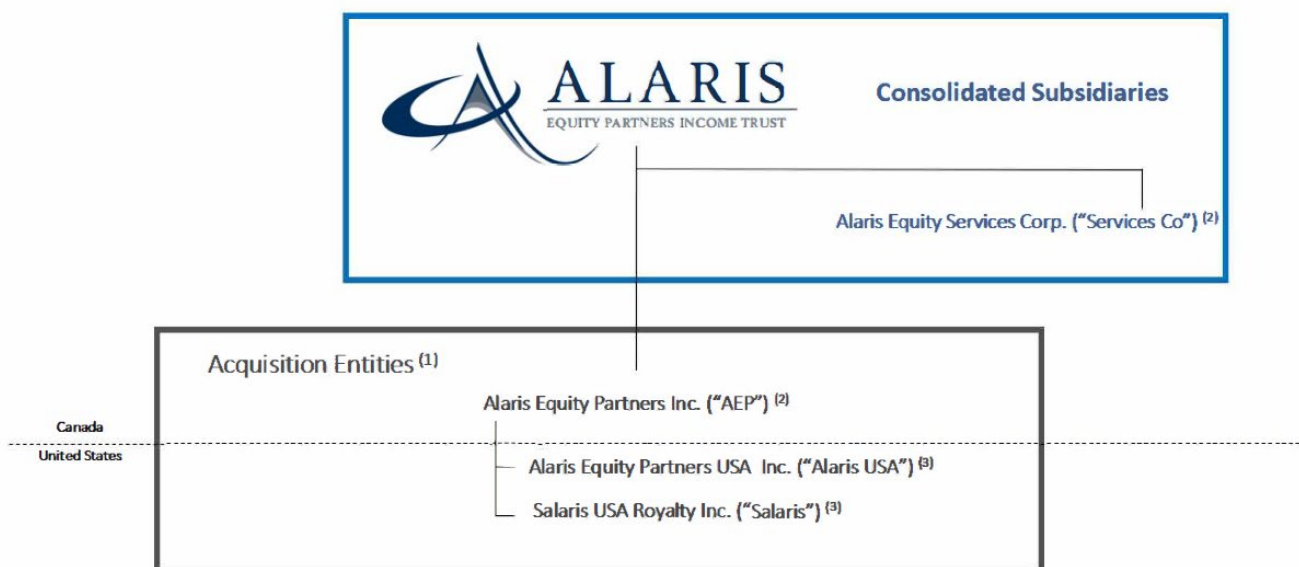 ALARIS
EQUITY PARTNERS INCOME TRUST
Consolidated Subsidiaries
Alaris Equity Services Corp. (“Services Co”) (2)
Acquisition Entities (1)
Alaris Equity Partners Inc. (“AEP”) (2)
Canada
United States
Alaris Equity Partners USA Inc. (“Alaris USA”) (3)
Salaris USA Royalty Inc. (“Salaris”) (3)